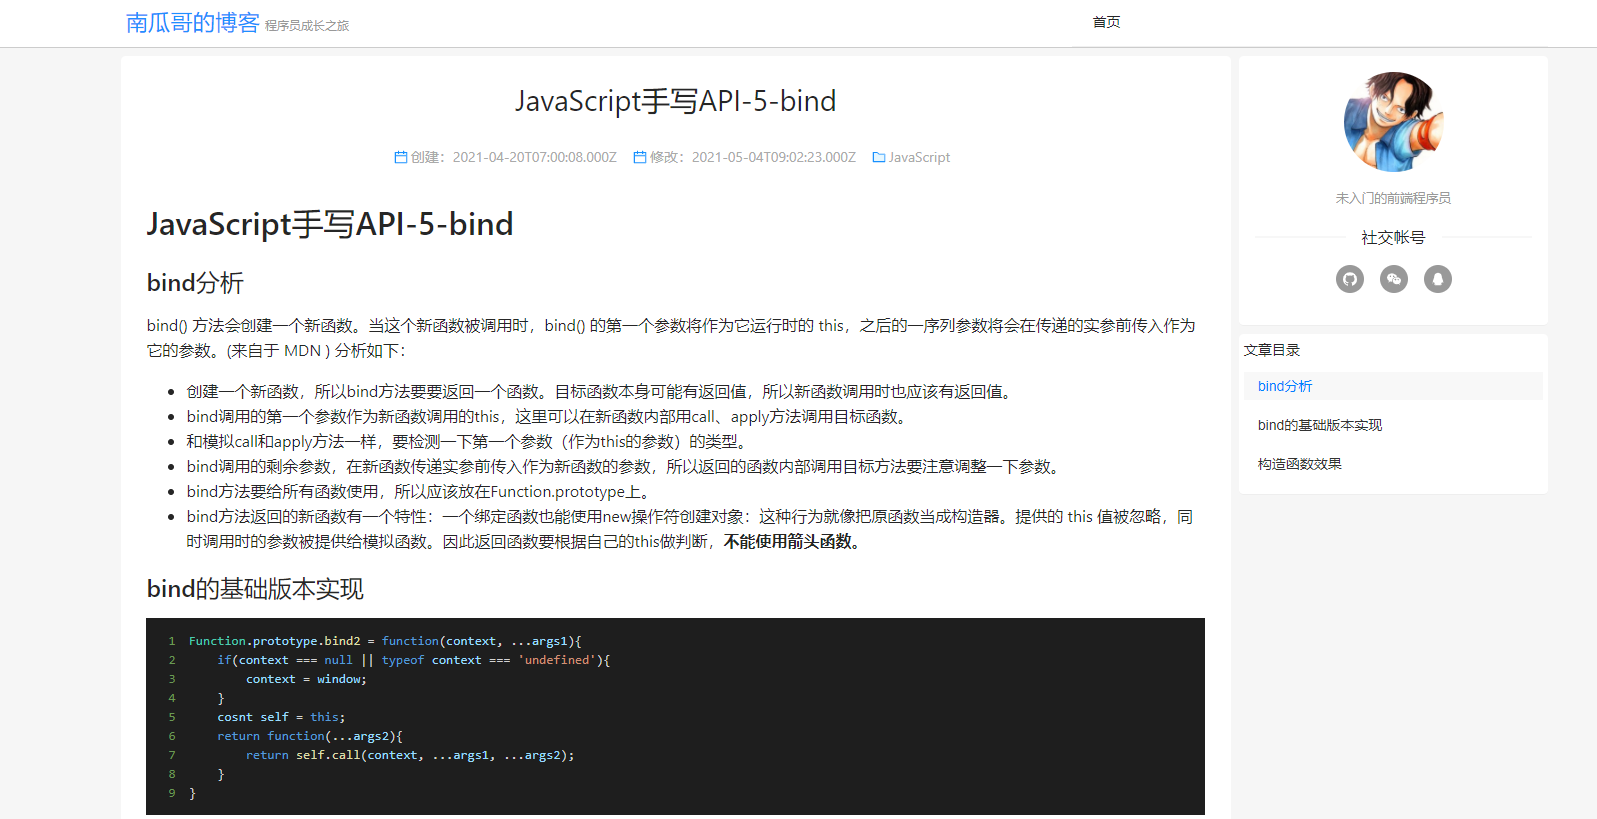 南瓜哥的博客 程序员成长之旅
首页
JavaScript手写API-5-bind
创建：2021-04-20T07:00:08.000Z 修改：2021-05-04T09:02:23.000Z JavaScript
JavaScript手写API-5-bind
bind分析
bind() 方法会创建一个新函数。当这个新函数被调用时，bind() 的第一个参数将作为它运行时的 this，之后的一序列参数将会在传递的实参前传入作为
它的参数。(来自于 MDN ) 分析如下：
创建一个新函数，所以bind方法要要返回一个函数。目标函数本身可能有返回值，所以新函数调用时也应该有返回值。
bind调用的第一个参数作为新函数调用的this，这里可以在新函数内部用call、apply方法调用目标函数。
和模拟call和apply方法一样，要检测一下第一个参数（作为this的参数）的类型。
bind调用的剩余参数，在新函数传递实参前传入作为新函数的参数，所以返回的函数内部调用目标方法要注意调整一下参数。
bind方法要给所有函数使用，所以应该放在Function.prototype上。
bind方法返回的新函数有一个特性：一个绑定函数也能使用new操作符创建对象：这种行为就像把原函数当成构造器。提供的 this 值被忽略，同
时调用时的参数被提供给模拟函数。因此返回函数要根据自己的this做判断，不能使用箭头函数。
bind的基础版本实现
1 Function.prototype.bind2 = function(context, ...args1){
2     if(context === null || typeof context === 'undefined'){
3         context = window;
4     }
5     cosnt self = this;
6     return function(...args2){
7         return self.call(context, ...args1, ...args2);
8     }
9 }
未入门的前端程序员
社交帐号
文章目录
bind分析
bind的基础版本实现
构造函数效果